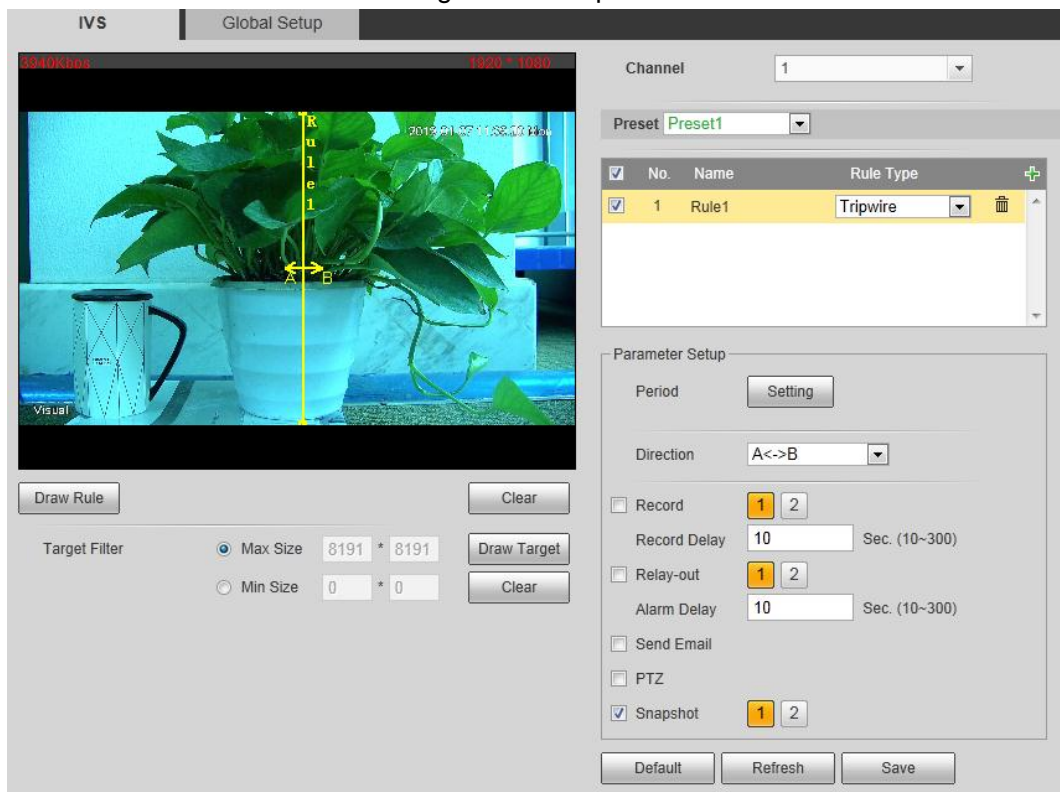 IVS Global Setup
3940Kbps 1920 * 1080
Rule1
A B
Visual
Draw Rule Clear
Target Filter Max Size 8191 * 8191 Draw Target
Min Size 0 * 0 Clear
Channel 1
Preset Preset1
No. Name Rule Type
1 Rule1 Tripwire
Parameter Setup
Period Setting
Direction A<->B
Record 1 2
Record Delay 10 Sec. (10~300)
Relay-out 1 2
Alarm Delay 10 Sec. (10~300)
Send Email
PTZ
Snapshot 1 2
Default Refresh Save